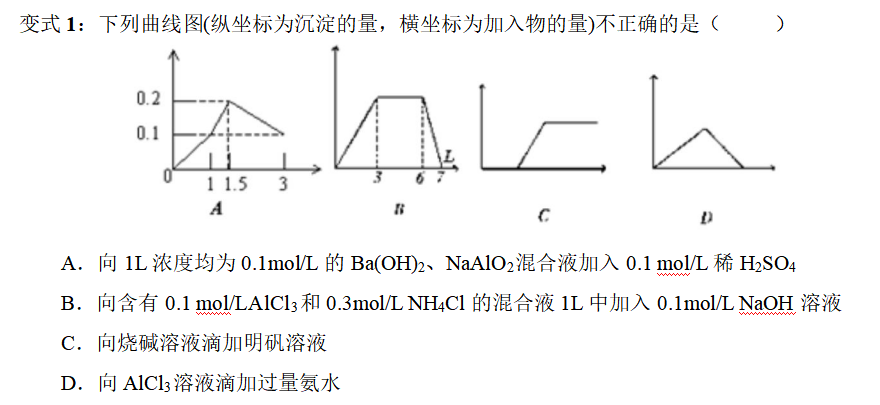 变式 1：下列曲线图(纵坐标为沉淀的量，横坐标为加入物的量)不正确的是（ ）
0.2
0.1
0
1 1.5 3
A
3 6 7 L
B
C
D
A．向 1L 浓度均为 0.1mol/L 的 Ba(OH)₂、NaAlO₂混合液加入 0.1 mol/L 稀 H₂SO₄
B．向含有 0.1 mol/LAlCl₃和 0.3mol/L NH₄Cl 的混合液 1L 中加入 0.1mol/L NaOH 溶液
C．向烧碱溶液滴加明矾溶液
D．向 AlCl₃溶液滴加过量氨水